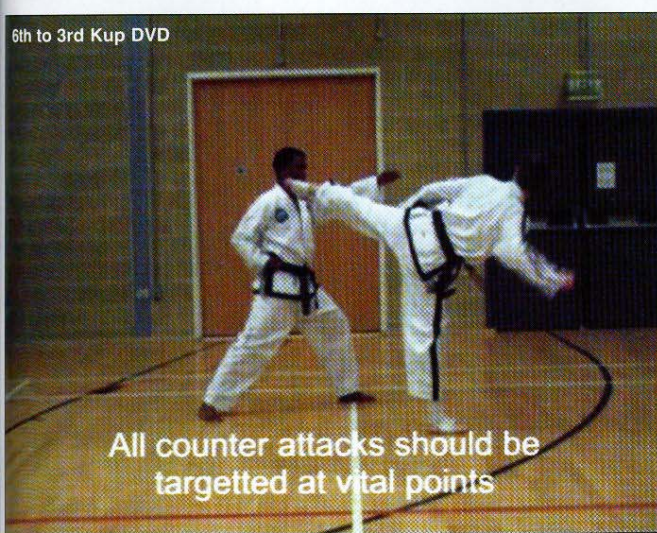 6th to 3rd Kup DVD
All counter attacks should be
targetted at vital points